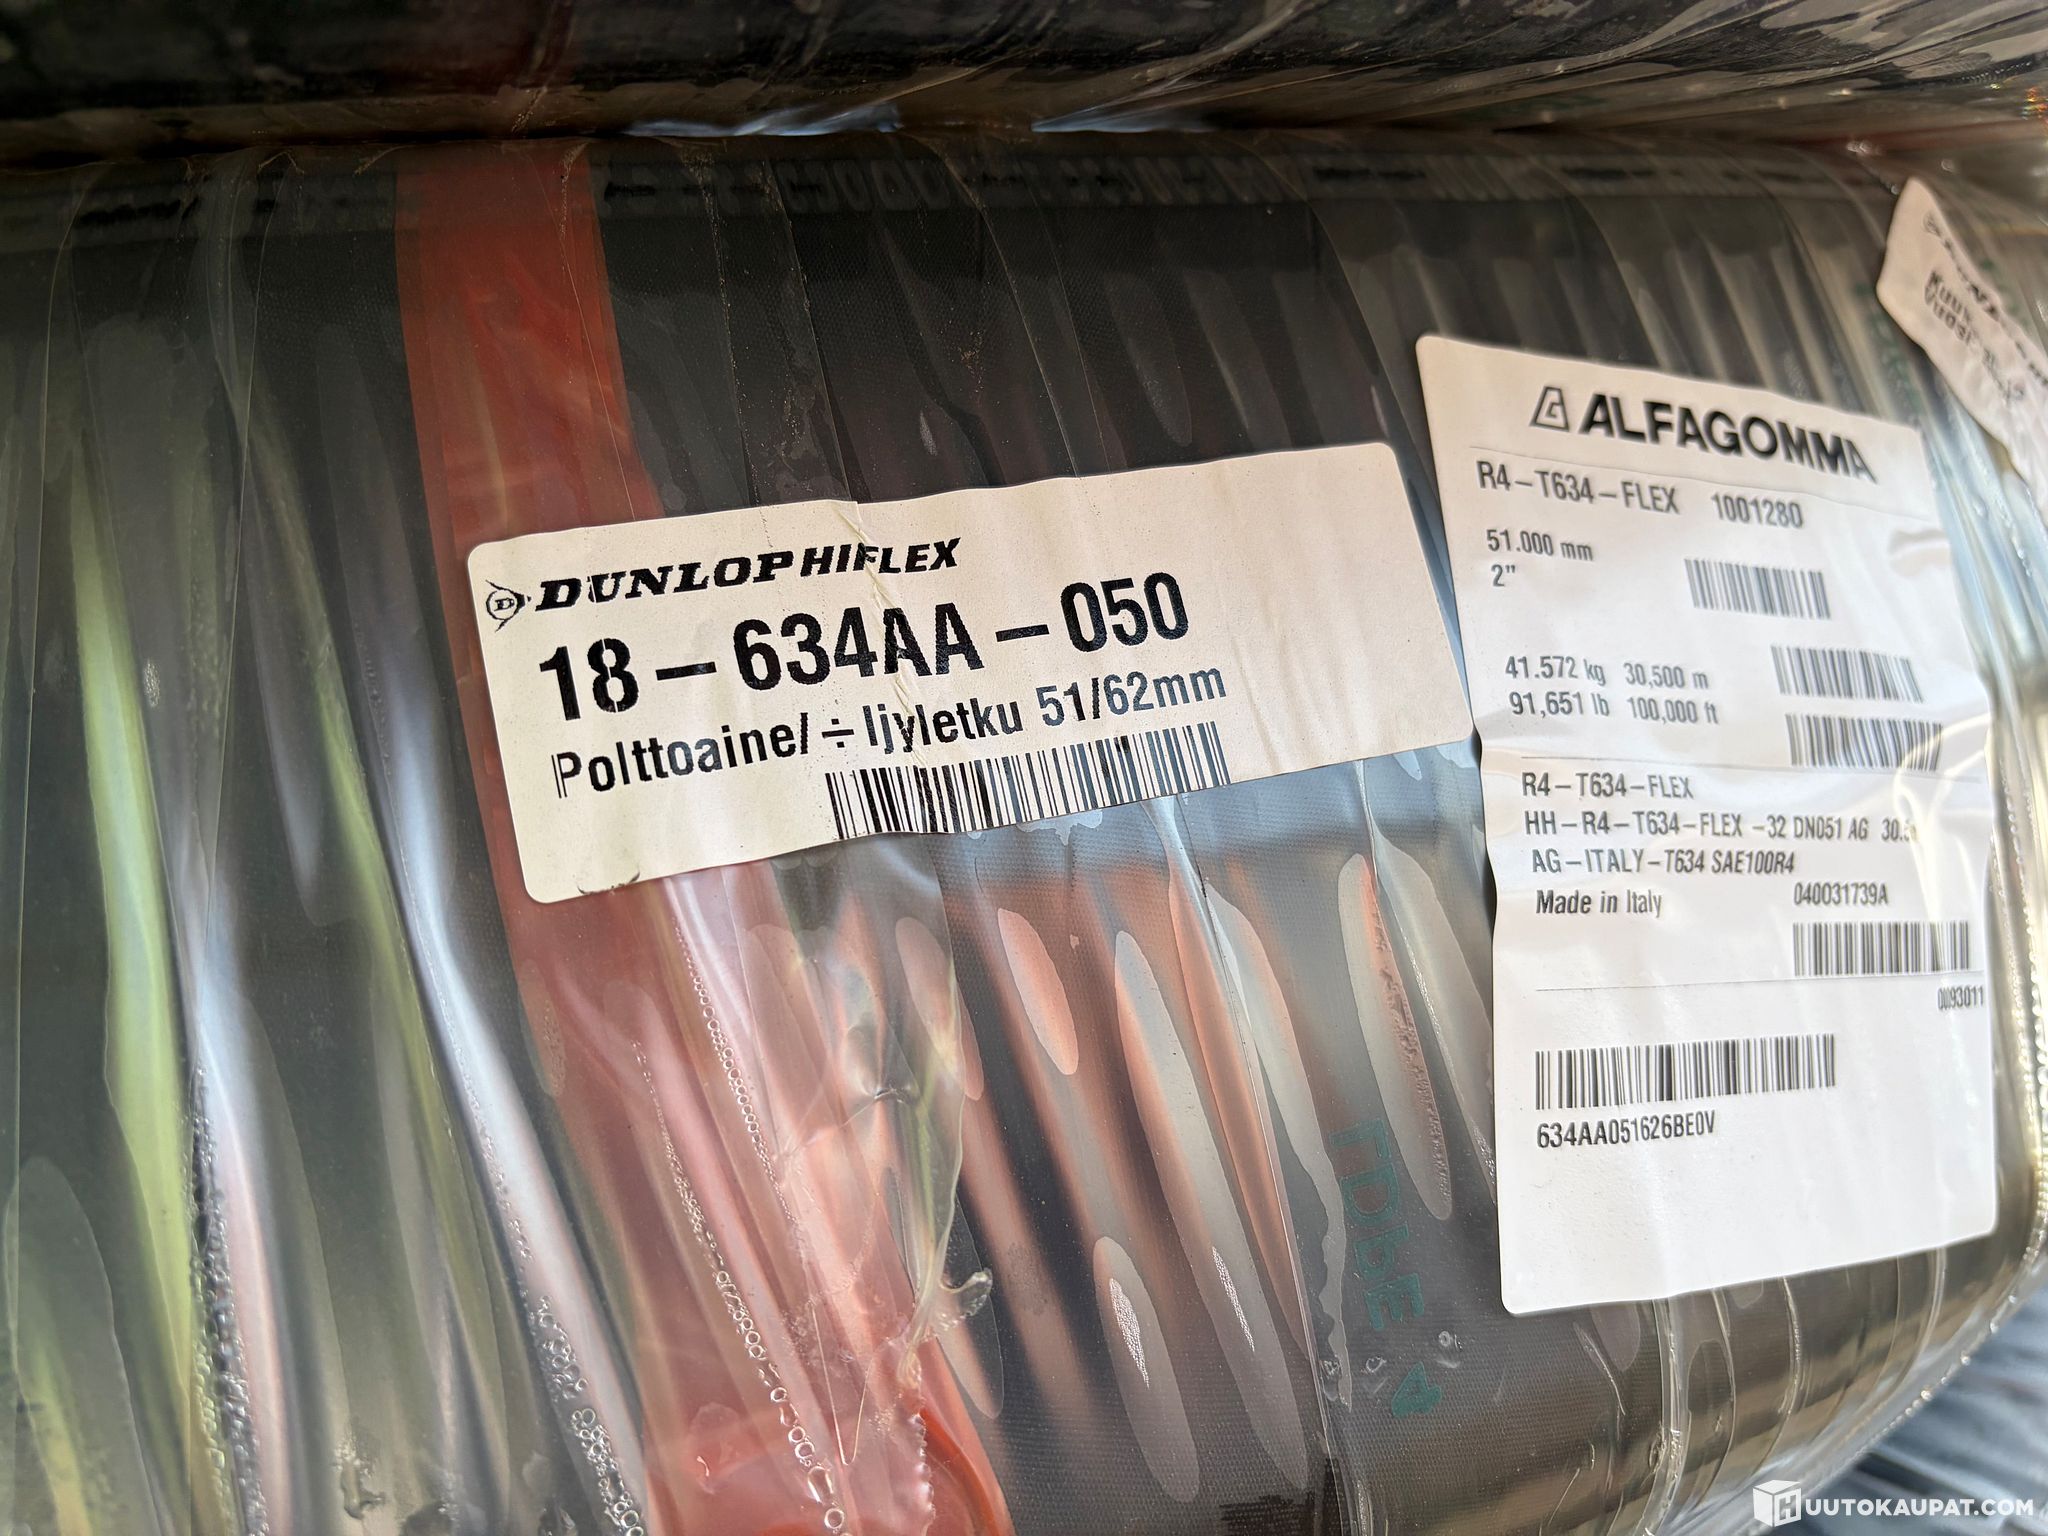 DUNLOPHIFLEX
18-634AA-050
Polttoainel ÷ ljyletku 51/62mm
ALFAGOMMA
R4-T634-FLEX 1001280
51.000 mm
2"
41.572 kg 30,500 m
91,651 lb 100,000 ft
R4-T634-FLEX
HH-R4-T634-FLEX -32 DN051 AG
AG-ITALY-T634 SAE100R4
Made in Italy 040031739A
634AA051626BE0V
HUUTOKAUPAT.COM